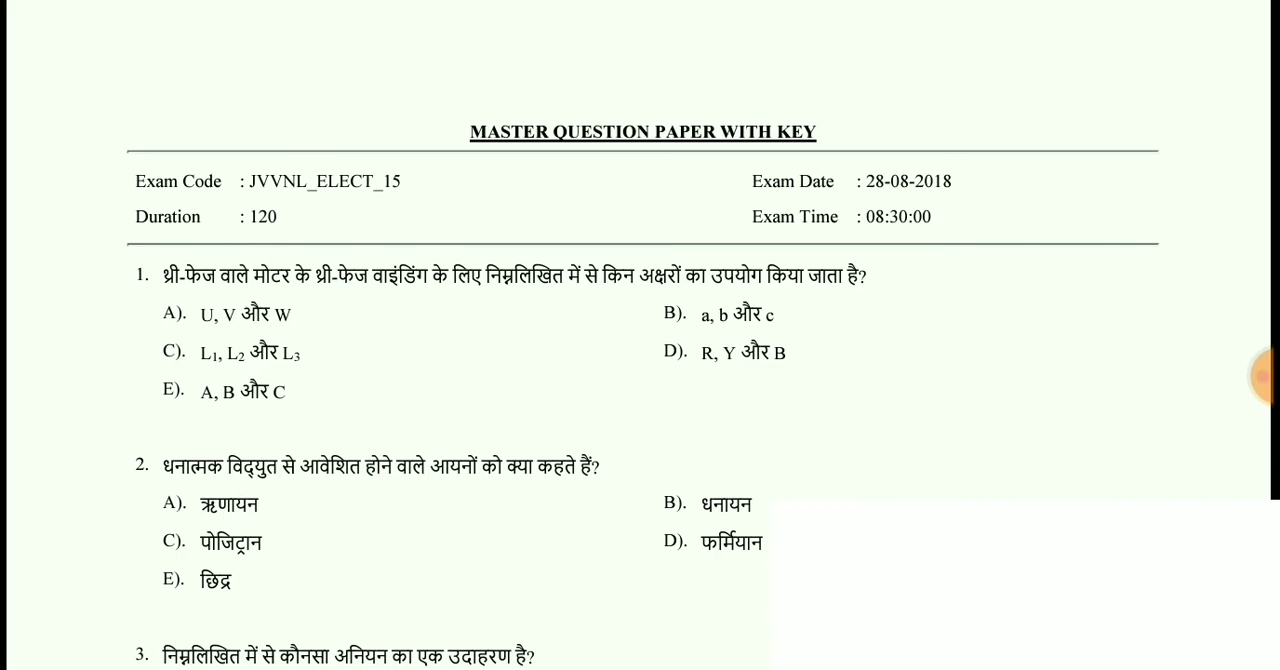 MASTER QUESTION PAPER WITH KEY
Exam Code : JVVNL_ELECT_15 Exam Date : 28-08-2018
Duration : 120 Exam Time : 08:30:00
1. थ्री-फेज वाले मोटर के थ्री-फेज वाइंडिंग के लिए निम्नलिखित में से किन अक्षरों का उपयोग किया जाता है?
A). U, V और W B). a, b और c
C). L1, L2 और L3 D). R, Y और B
E). A, B और C
2. धनात्मक विद्युत से आवेशित होने वाले आयनों को क्या कहते हैं?
A). ऋणायन B). धनायन
C). पोजिट्रान D). फर्मियान
E). छिद्र
3. निम्नलिखित में से कौनसा अनियन का एक उदाहरण है?